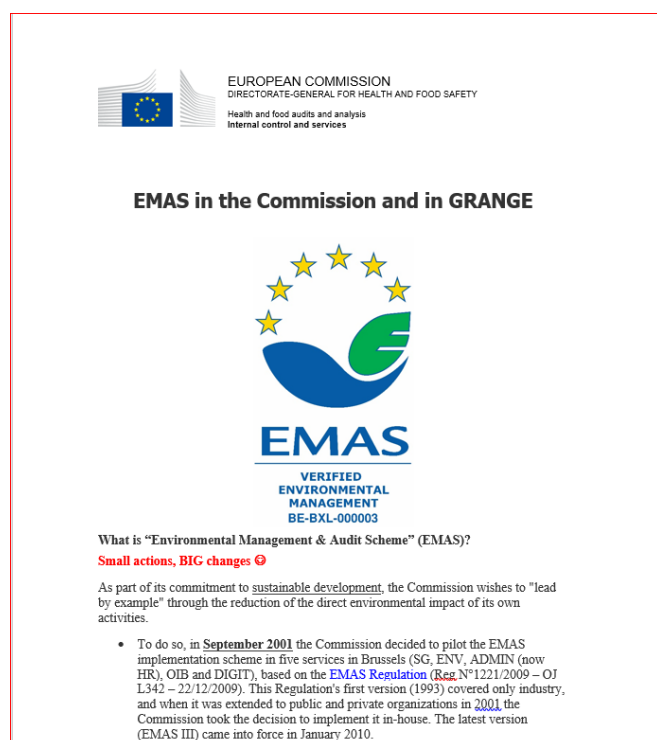 EUROPEAN COMMISSION
DIRECTORATE-GENERAL FOR HEALTH AND FOOD SAFETY
Health and food audits and analysis
Internal control and services
EMAS in the Commission and in GRANGE
EMAS
VERIFIED
ENVIRONMENTAL
MANAGEMENT
BE-BXL-000003
What is “Environmental Management & Audit Scheme” (EMAS)?
Small actions, BIG changes ☺
As part of its commitment to sustainable development, the Commission wishes to "lead
by example" through the reduction of the direct environmental impact of its own
activities.
• To do so, in September 2001 the Commission decided to pilot the EMAS
implementation scheme in five services in Brussels (SG, ENV, ADMIN (now
HR), OIB and DIGIT), based on the EMAS Regulation (Reg.N°1221/2009 – OJ
L342 – 22/12/2009). This Regulation's first version (1993) covered only industry,
and when it was extended to public and private organizations in 2001 the
Commission took the decision to implement it in-house. The latest version
(EMAS III) came into force in January 2010.